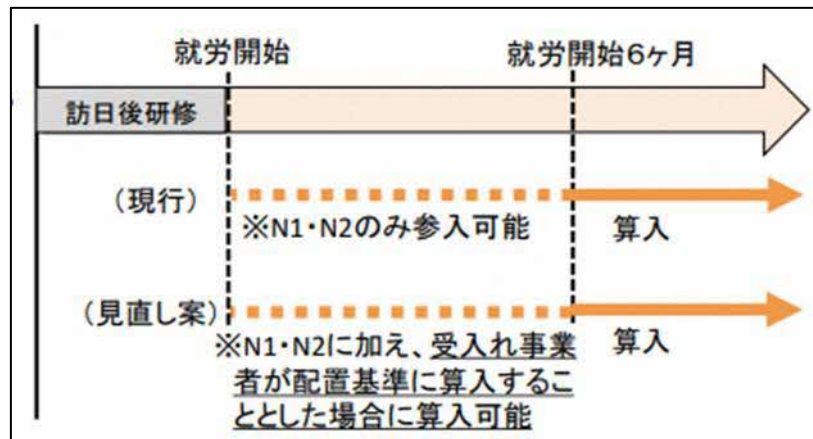 就労開始 就労開始6ヶ月
訪日後研修
（現行）
※N1・N2のみ参入可能 算入
（見直し案）
※N1・N2に加え、受入れ事業 算入
者が配置基準に算入するこ
ととした場合に算入可能